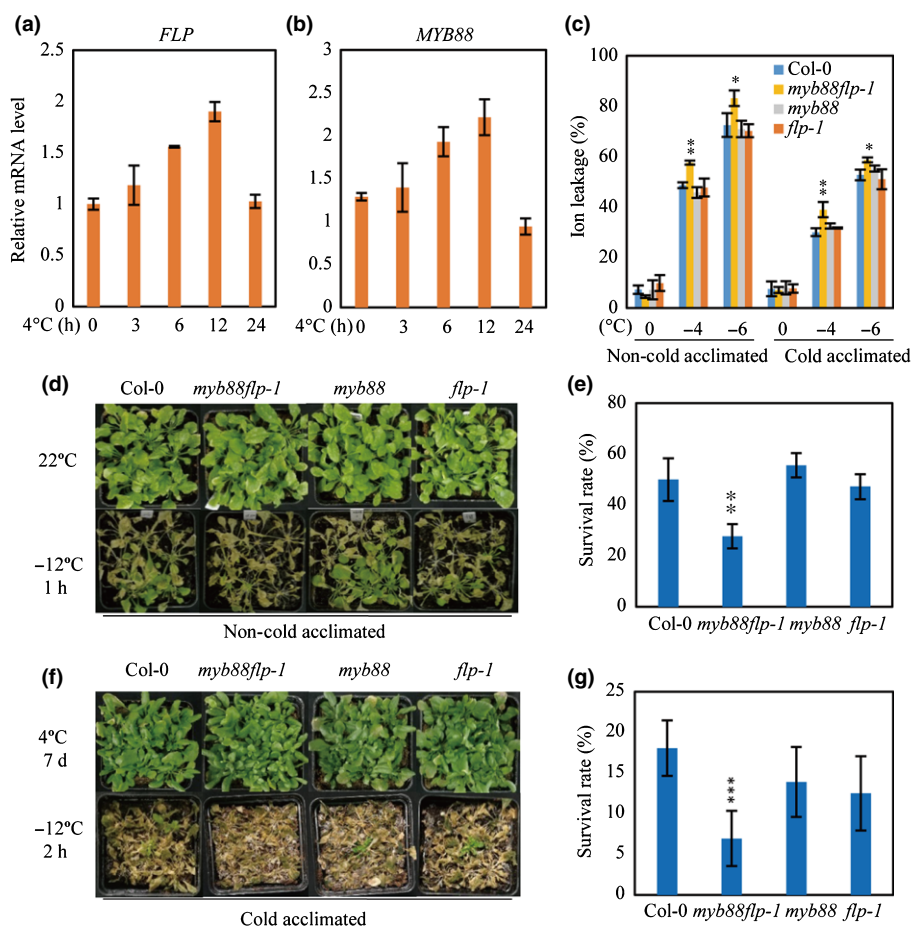 (a)
FLP
Relative mRNA level
2.5
2
1.5
1
0.5
0
4°C (h) 0 3 6 12 24
(b)
MYB88
3
2.5
2
1.5
1
0.5
0
4°C (h) 0 3 6 12 24
(c)
Ion leakage (%)
100
80
60
40
20
0
Col-0
myb88flp-1
myb88
flp-1
** * ** *
(°C) 0 −4 −6 0 −4 −6
Non-cold acclimated Cold acclimated
(d)
Col-0 myb88flp-1 myb88 flp-1
22°C
−12°C
1 h
Non-cold acclimated
(e)
Survival rate (%)
80
60
40
20
0
**
Col-0 myb88flp-1 myb88 flp-1
(f)
Col-0 myb88flp-1 myb88 flp-1
4°C
7 d
−12°C
2 h
Cold acclimated
(g)
Survival rate (%)
25
20
15
10
5
0
***
Col-0 myb88flp-1 myb88 flp-1